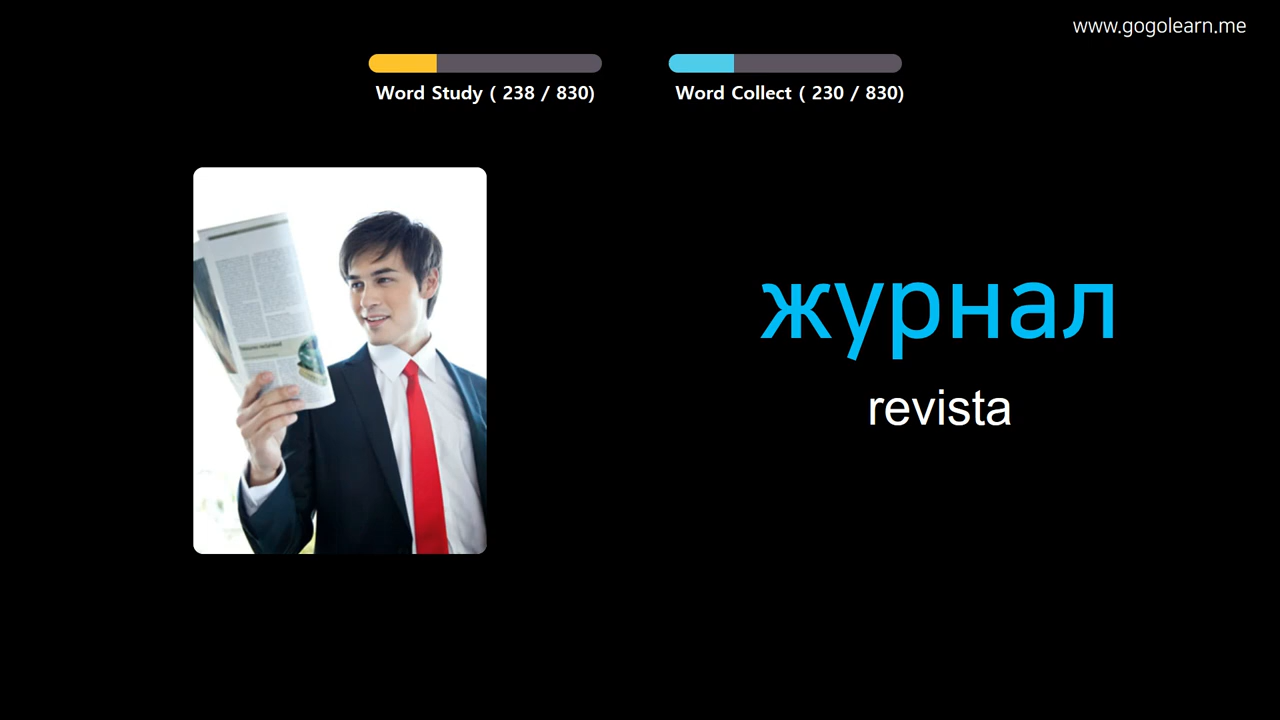 www.gogolearn.me
Word Study ( 238 / 830)
Word Collect ( 230 / 830)
журнал
revista